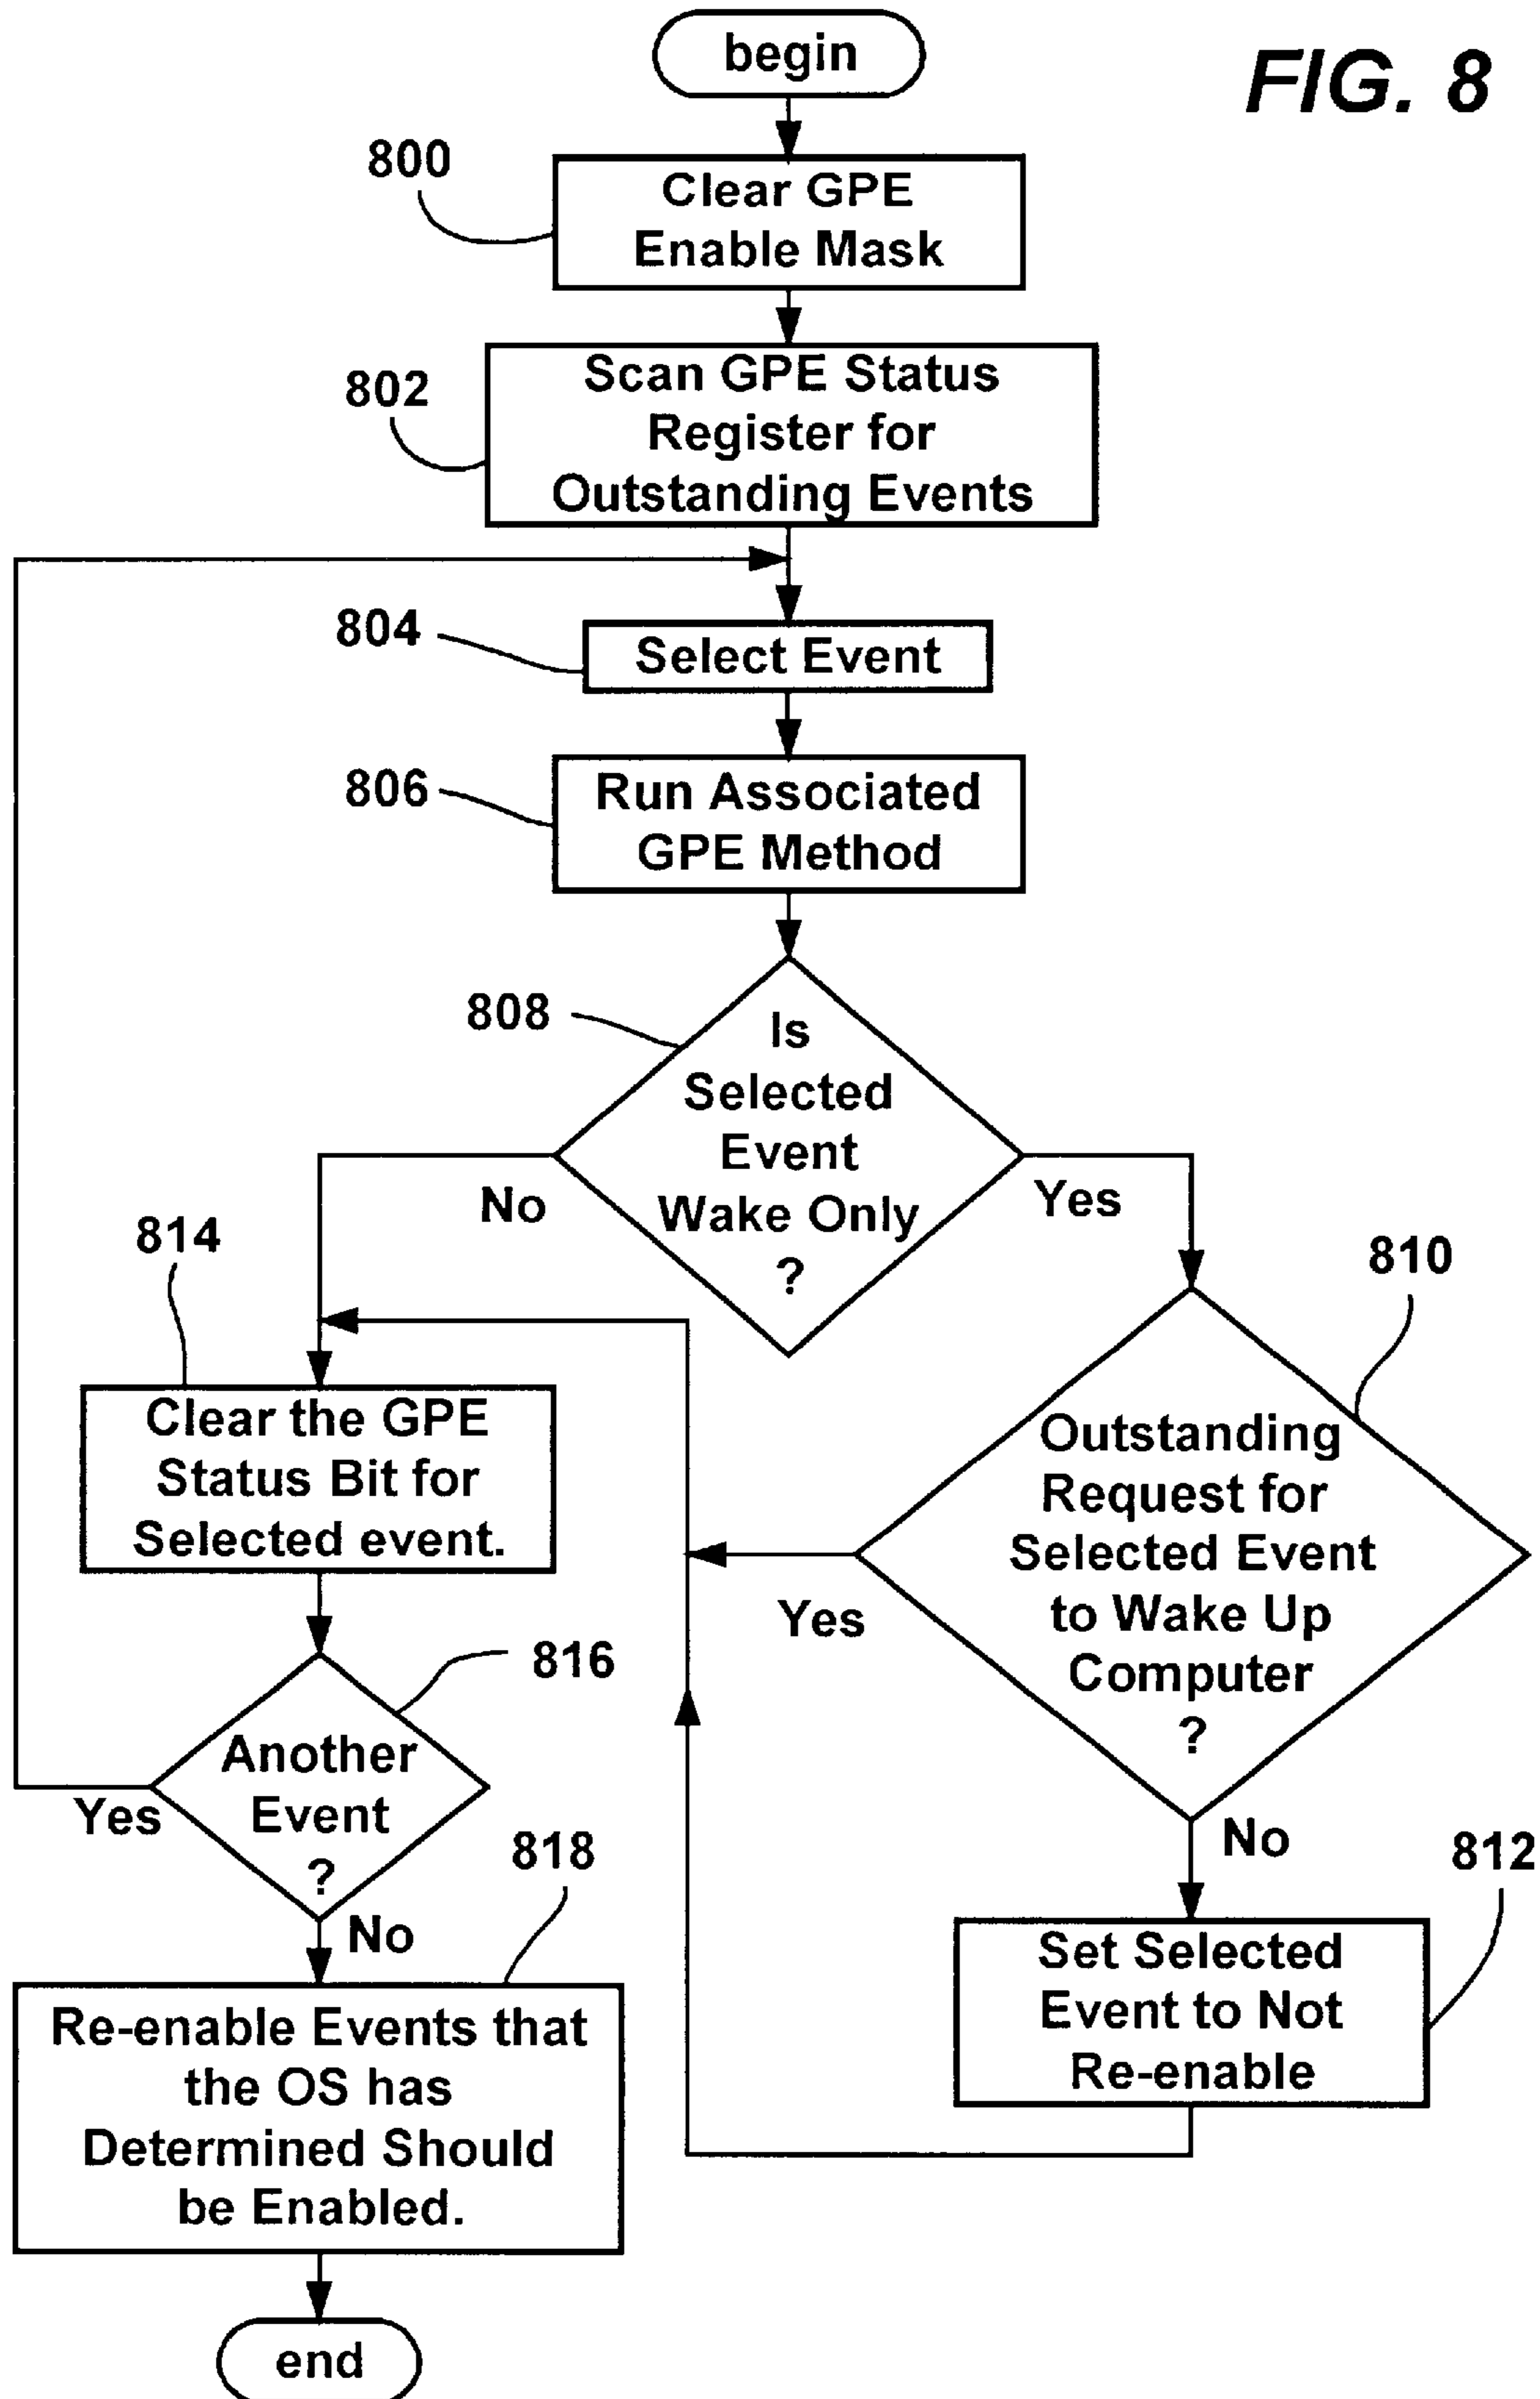 begin
FIG. 8
800
Clear GPE
Enable Mask
802
Scan GPE Status
Register for
Outstanding Events
804
Select Event
806
Run Associated
GPE Method
808
Is
Selected
Event
Wake Only
?
No
Yes
814
810
Clear the GPE
Status Bit for
Selected event.
Outstanding
Request for
Selected Event
to Wake Up
Computer
?
Yes
No
816
Another
Event
?
Yes
No
818
812
Set Selected
Event to Not
Re-enable
Re-enable Events that
the OS has
Determined Should
be Enabled.
end